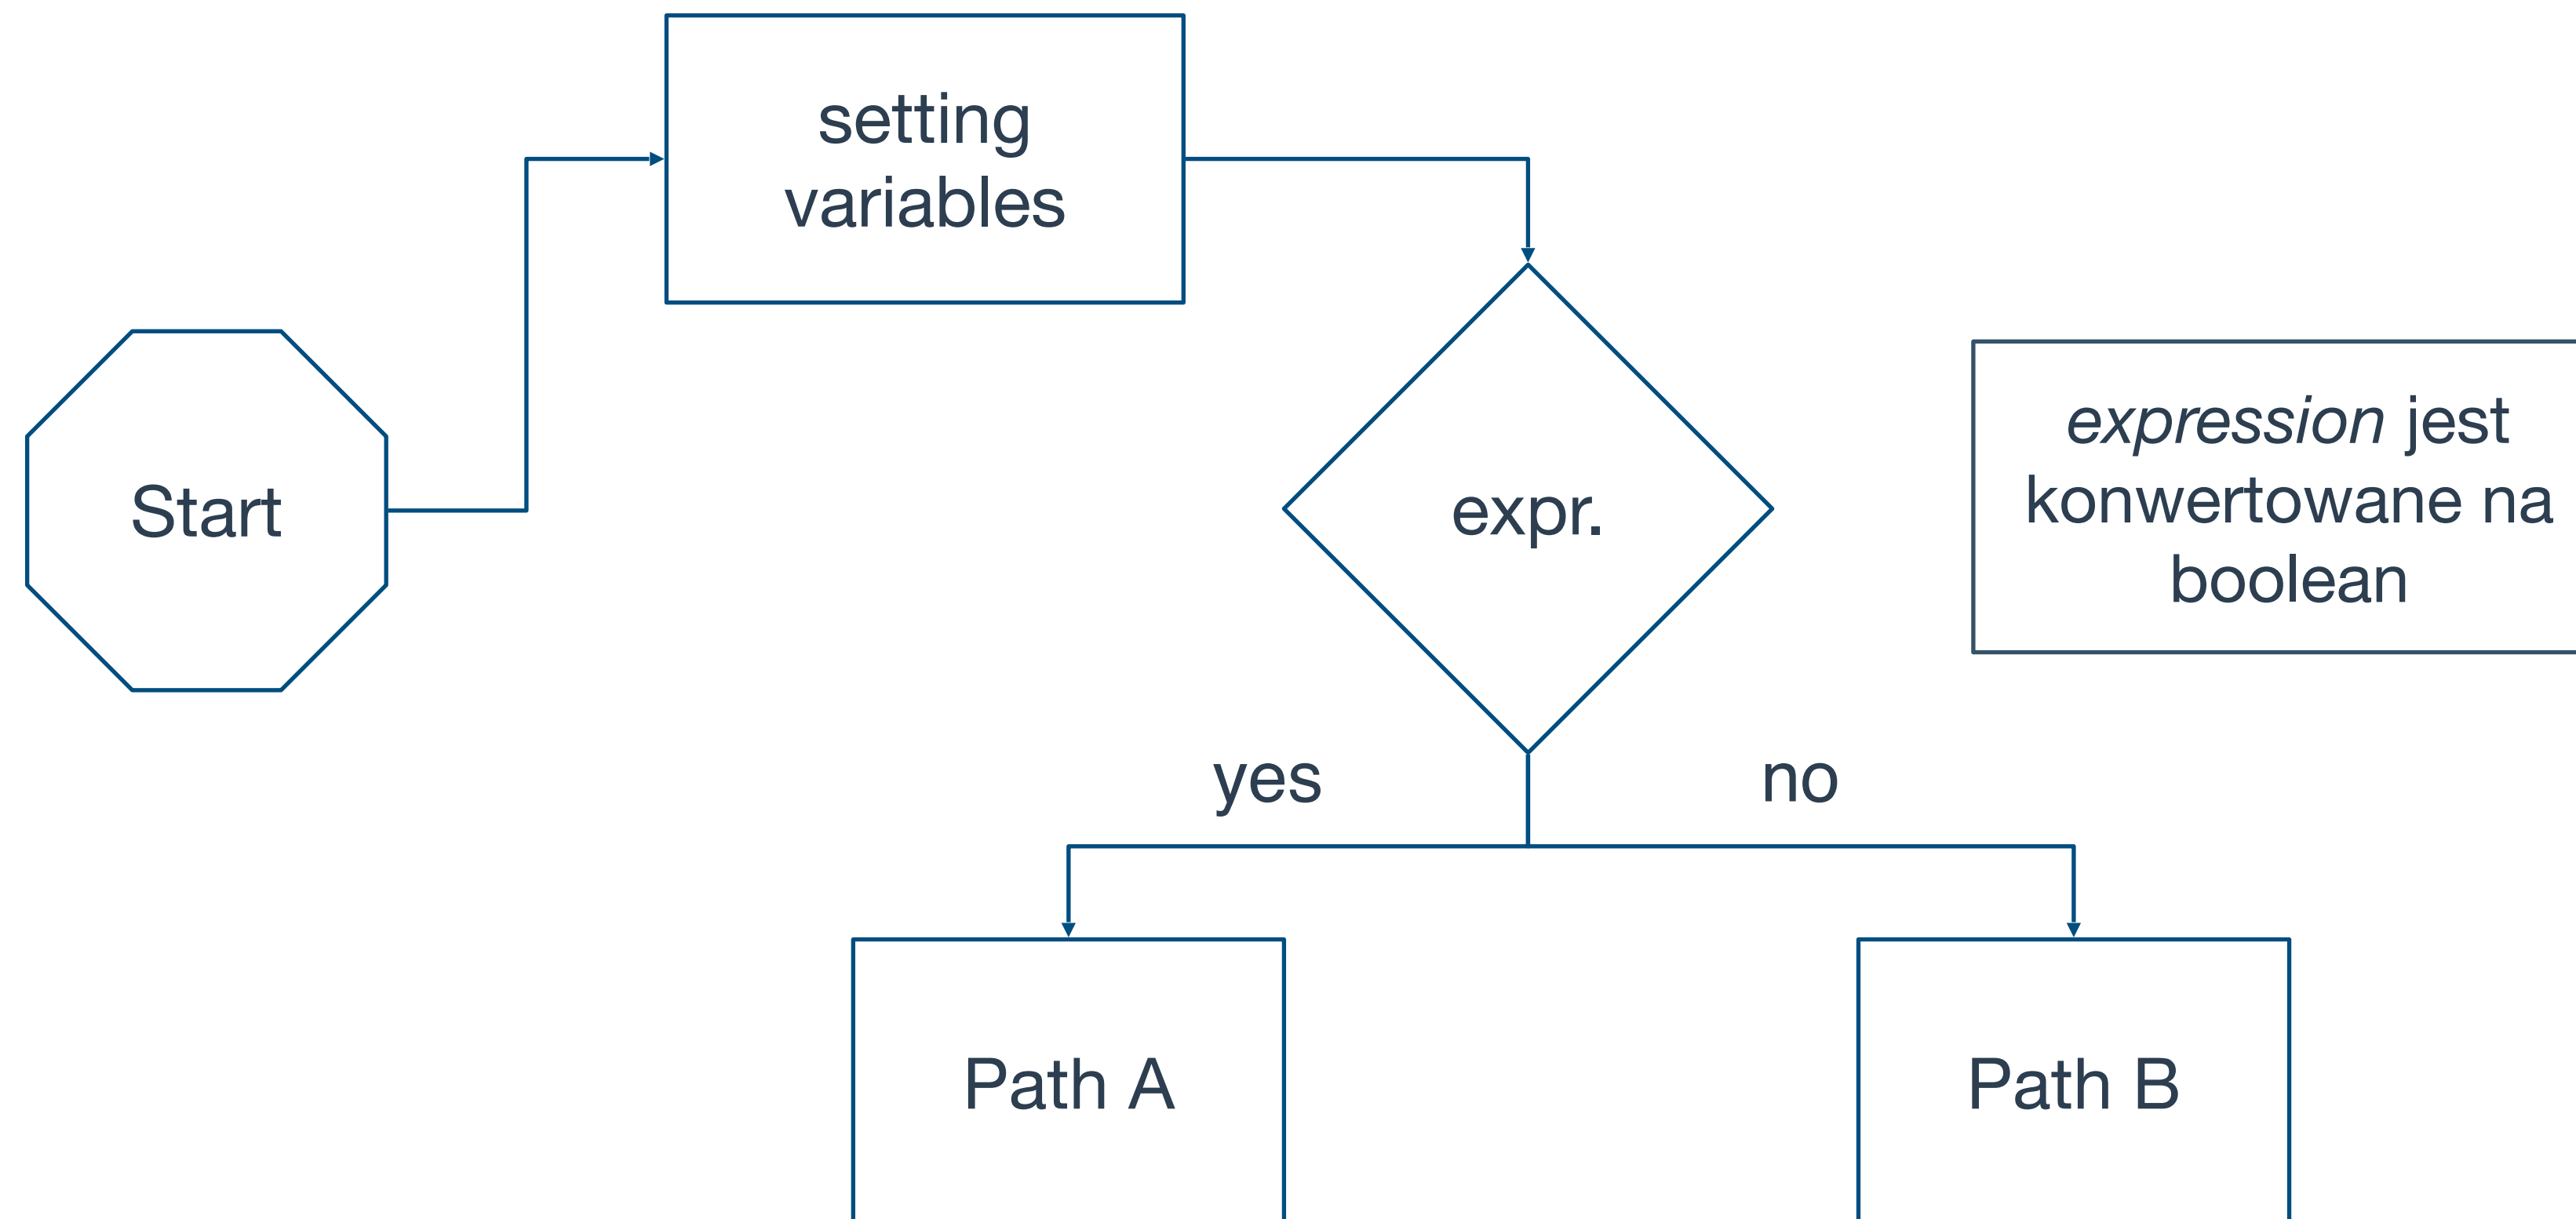 setting
variables
Start
expr.
expression jest
konwertowane na
boolean
yes
no
Path A
Path B